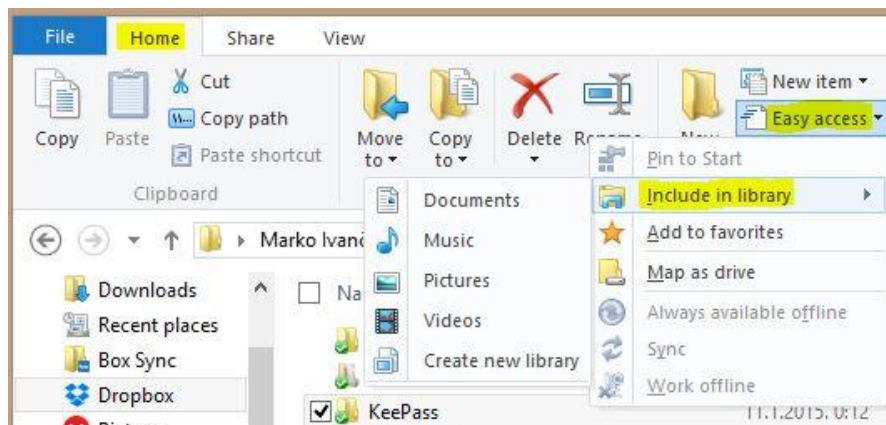 File Home Share View
Cut
Copy path
Paste shortcut
Copy
Paste
Move to
Copy to
Delete
New item
Easy access
Clipboard
Pin to Start
Include in library
Add to favorites
Map as drive
Always available offline
Sync
Work offline
Documents
Music
Pictures
Videos
Create new library
Marko
Downloads
Recent places
Box Sync
Dropbox
KeePass